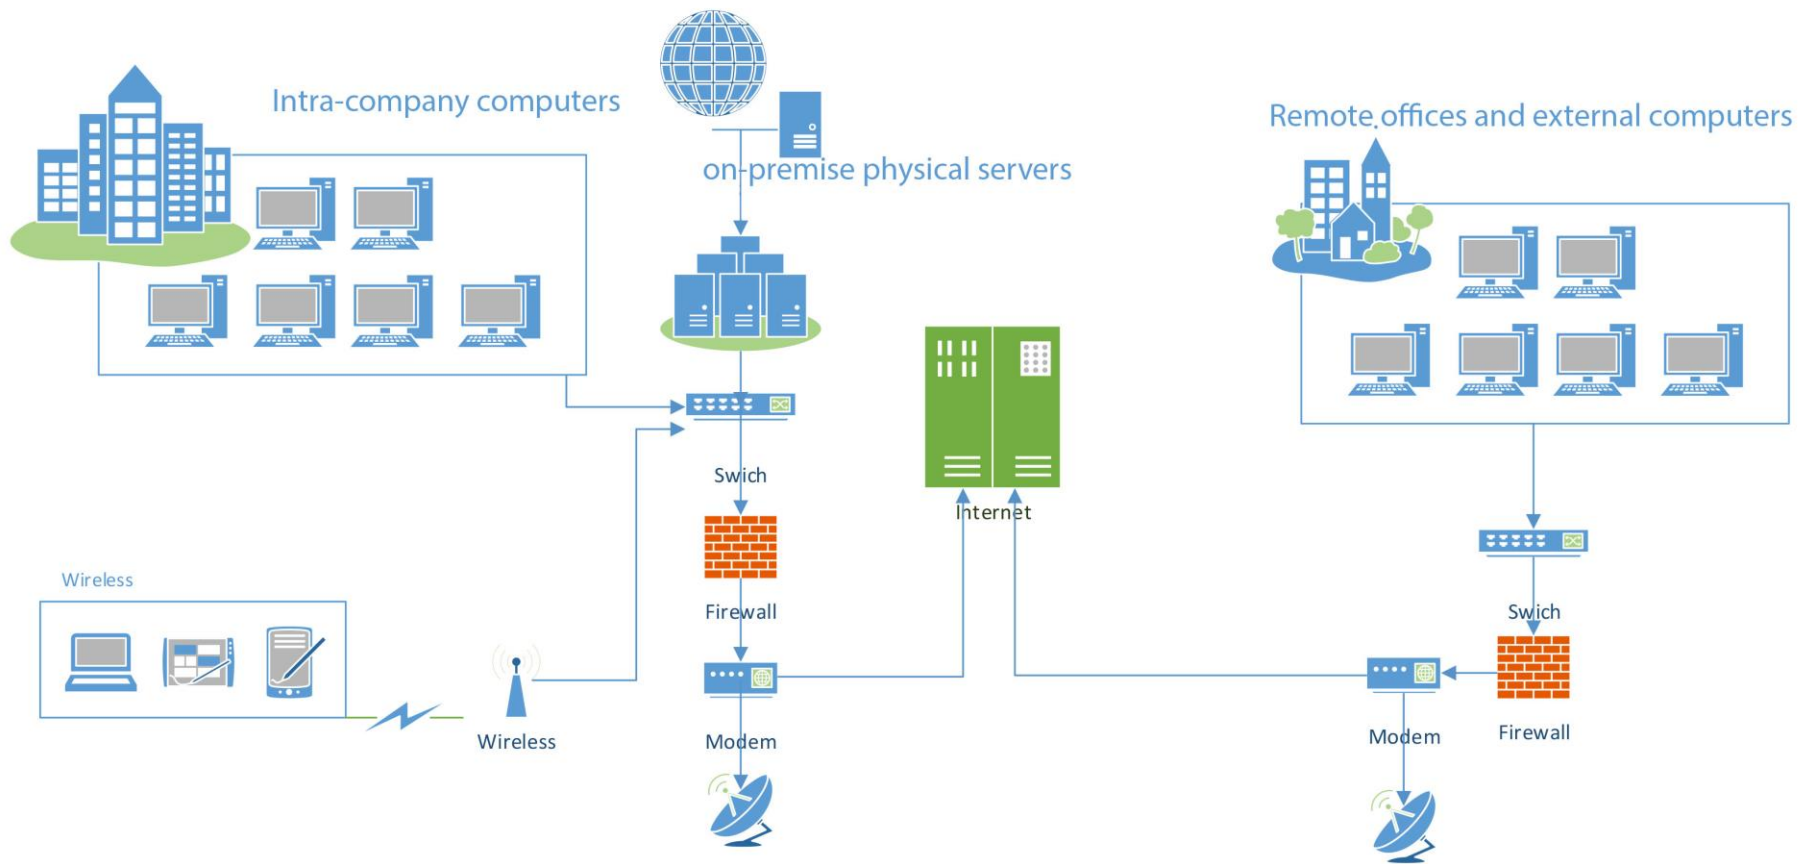 Intra-company computers
on-premise physical servers
Remote offices and external computers
Swich
Internet
Wireless
Firewall
Swich
Wireless
Modem
Modem
Firewall